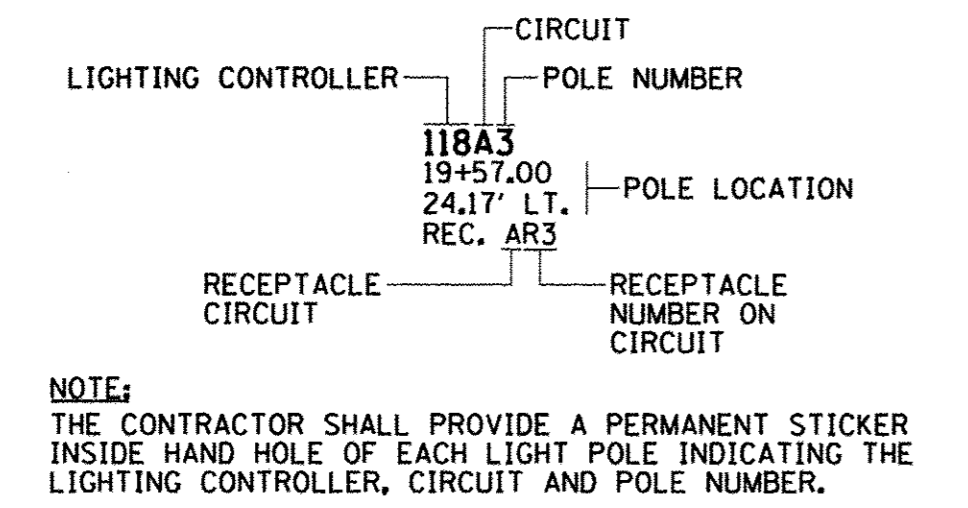 CIRCUIT
LIGHTING CONTROLLER
POLE NUMBER
118A3
19+57.00
24.17' LT.
POLE LOCATION
REC. AR3
RECEPTACLE
CIRCUIT
RECEPTACLE
NUMBER ON
CIRCUIT
NOTE:
THE CONTRACTOR SHALL PROVIDE A PERMANENT STICKER
INSIDE HAND HOLE OF EACH LIGHT POLE INDICATING THE
LIGHTING CONTROLLER, CIRCUIT AND POLE NUMBER.